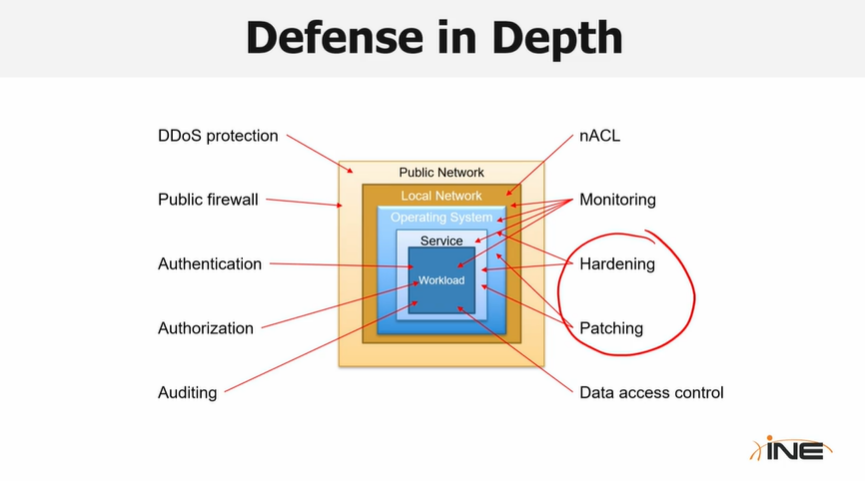 Defense in Depth
DDoS protection
Public firewall
Authentication
Authorization
Auditing
Public Network
Local Network
Operating System
Service
Workload
nACL
Monitoring
Hardening
Patching
Data access control
iNE